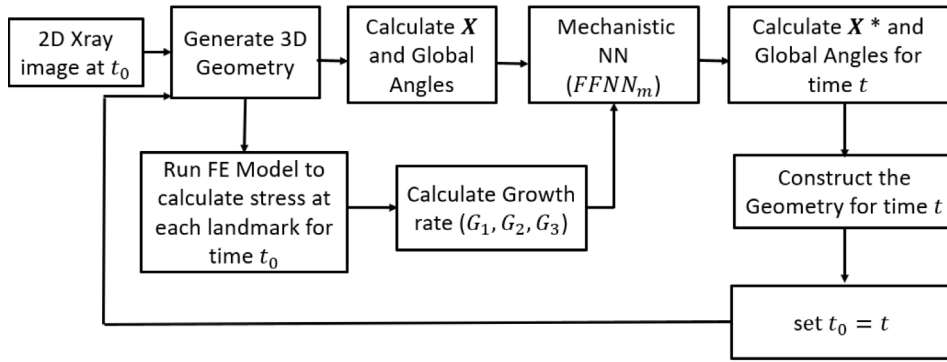 2D Xray
image at t₀
Generate 3D
Geometry
Calculate X
and Global
Angles
Mechanistic
NN
(FFNNₘ)
Calculate X * and
Global Angles for
time t
Run FE Model to
calculate stress at
each landmark for
time t₀
Calculate Growth
rate (G₁, G₂, G₃)
Construct the
Geometry for time t
set t₀ = t